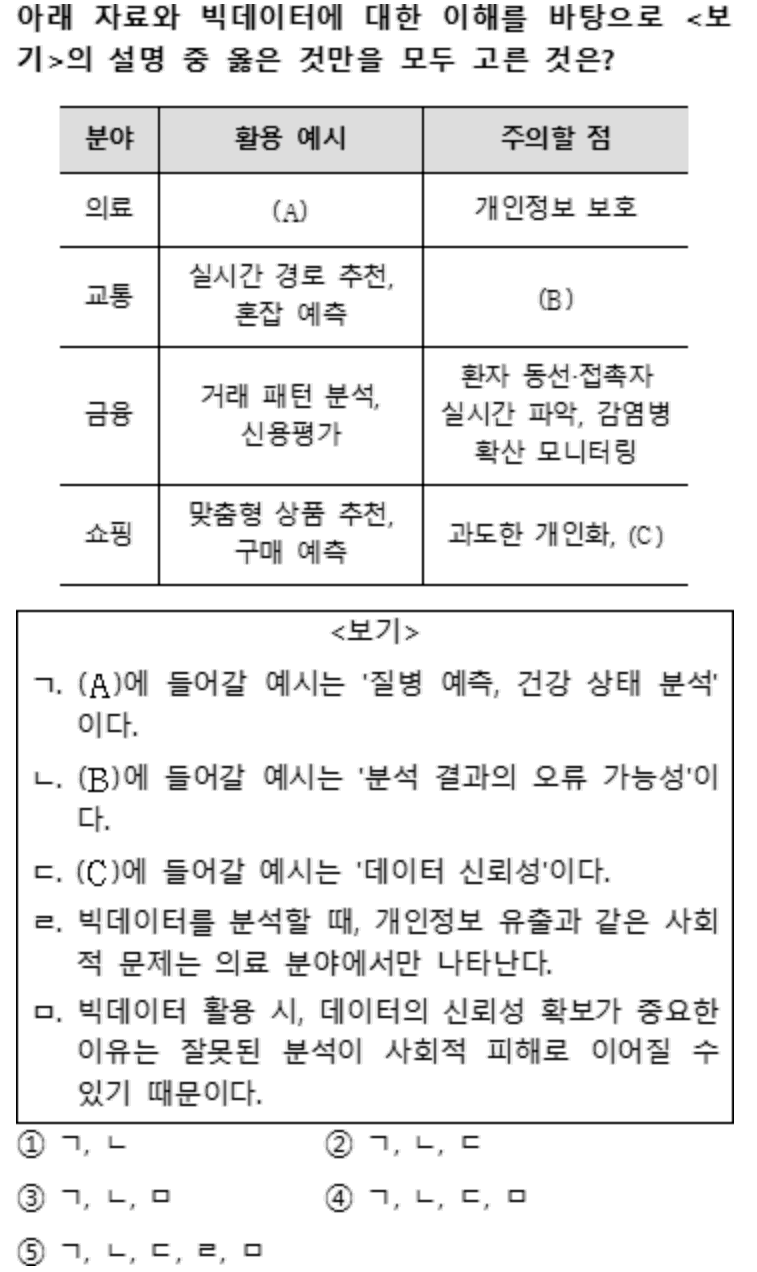 아래 자료와 빅데이터에 대한 이해를 바탕으로 <보
기>의 설명 중 옳은 것만을 모두 고른 것은?
분야 활용 예시 주의할 점
의료 (A) 개인정보 보호
교통 실시간 경로 추천, 혼잡 예측 (B)
금융 거래 패턴 분석, 신용평가 환자 동선·접촉자 실시간 파악, 감염병 확산 모니터링
쇼핑 맞춤형 상품 추천, 구매 예측 과도한 개인화, (C)
<보기>
ㄱ. (A)에 들어갈 예시는 '질병 예측, 건강 상태 분석'
이다.
ㄴ. (B)에 들어갈 예시는 '분석 결과의 오류 가능성'이
다.
ㄷ. (C)에 들어갈 예시는 '데이터 신뢰성'이다.
ㄹ. 빅데이터를 분석할 때, 개인정보 유출과 같은 사회
적 문제는 의료 분야에서만 나타난다.
ㅁ. 빅데이터 활용 시, 데이터의 신뢰성 확보가 중요한
이유는 잘못된 분석이 사회적 피해로 이어질 수
있기 때문이다.
① ㄱ, ㄴ ② ㄱ, ㄴ, ㄷ
③ ㄱ, ㄴ, ㅁ ④ ㄱ, ㄴ, ㄷ, ㅁ
⑤ ㄱ, ㄴ, ㄷ, ㄹ, ㅁ